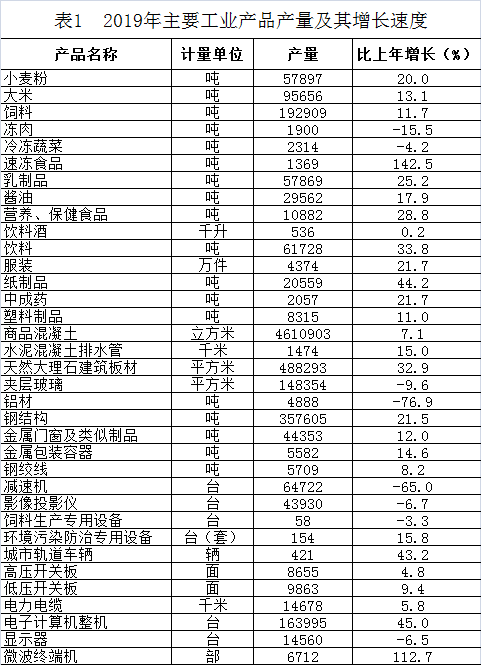 表1 2019年主要工业产品产量及其增长速度
产品名称 计量单位 产量 比上年增长（%）
小麦粉 吨 57897 20.0
大米 吨 95656 13.1
饲料 吨 192909 11.7
冻肉 吨 1900 -15.5
冷冻蔬菜 吨 2314 -4.2
速冻食品 吨 1369 142.5
乳制品 吨 57869 25.2
酱油 吨 29562 17.9
营养、保健食品 吨 10882 28.8
饮料酒 千升 536 0.2
饮料 吨 61728 33.8
服装 万件 4374 21.7
纸制品 吨 20559 44.2
中成药 吨 2057 21.7
塑料制品 吨 8315 11.0
商品混凝土 立方米 4610903 7.1
水泥混凝土排水管 千米 1474 15.0
天然大理石建筑板材 平方米 488293 32.9
夹层玻璃 平方米 148354 -9.6
铝材 吨 4888 -76.9
钢结构 吨 357605 21.5
金属门窗及类似制品 吨 44353 12.0
金属包装容器 吨 5582 14.6
钢绞线 吨 5709 8.2
减速机 台 64722 -65.0
影像投影仪 台 43930 -6.7
饲料生产专用设备 台 58 -3.3
环境污染防治专用设备 台（套） 154 15.8
城市轨道车辆 辆 421 43.2
高压开关板 面 8655 4.8
低压开关板 面 9863 9.4
电力电缆 千米 14678 5.8
电子计算机整机 台 163995 45.0
显示器 台 14560 -6.5
微波终端机 部 6712 112.7